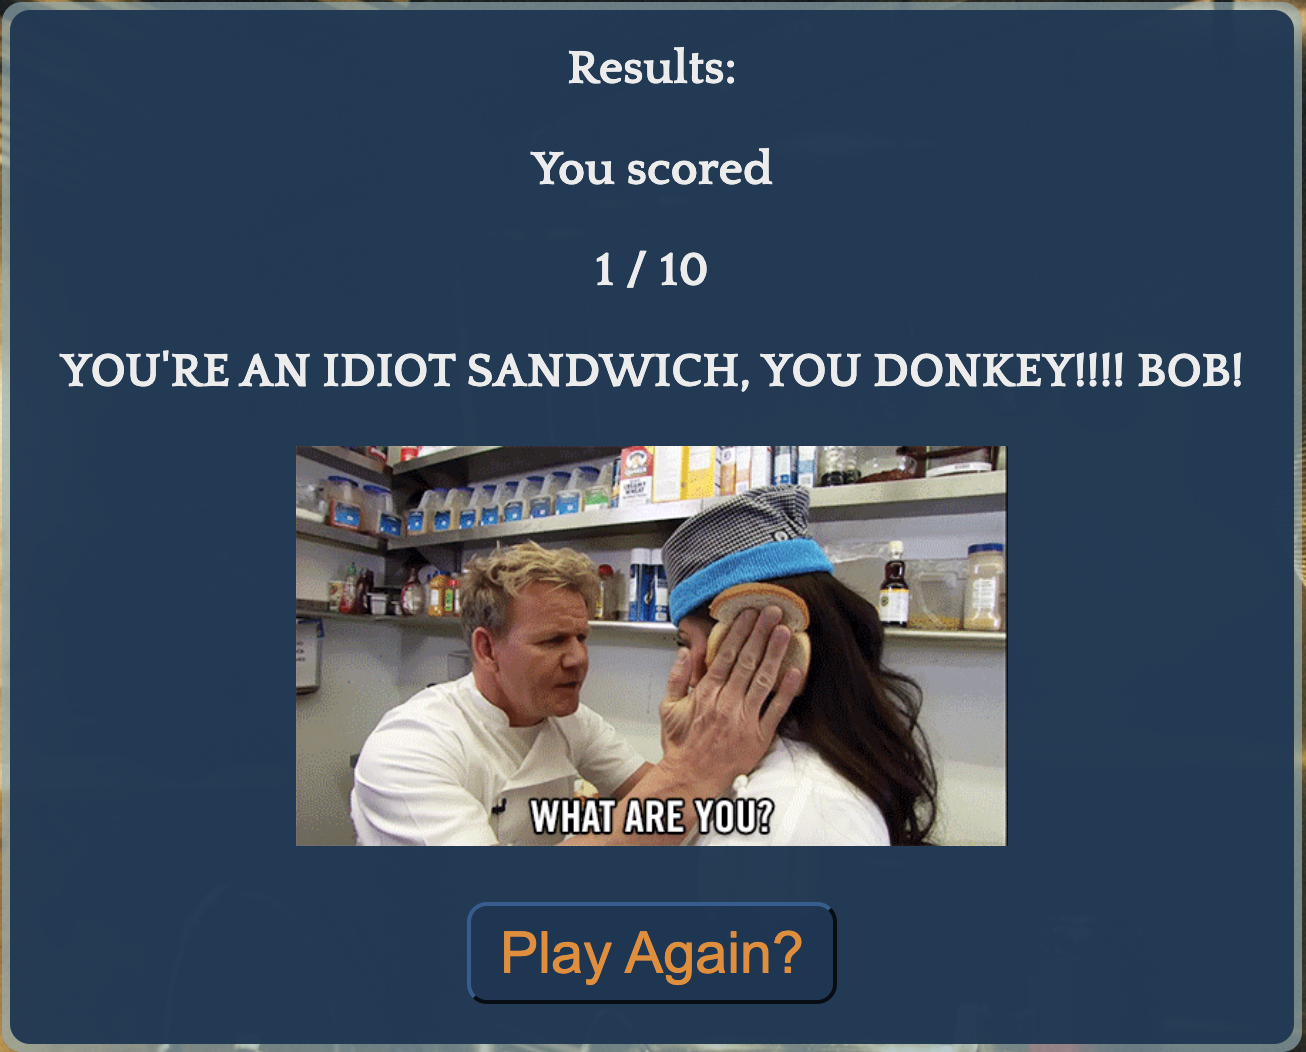 Results:
You scored
1 / 10
YOU'RE AN IDIOT SANDWICH, YOU DONKEY!!!! BOB!
WHAT ARE YOU?
Play Again?